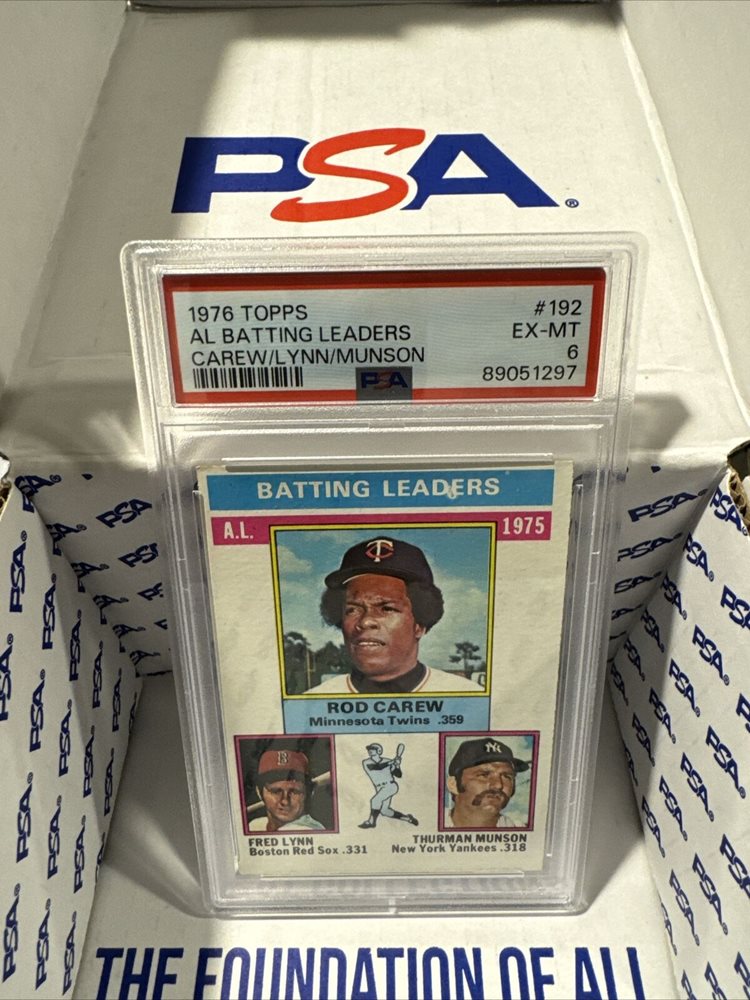 PSA®
1976 TOPPS #192
AL BATTING LEADERS EX-MT
CAREW/LYNN/MUNSON 6
PSA 89051297
BATTING LEADERS
A.L. 1975
ROD CAREW
Minnesota Twins .359
FRED LYNN
Boston Red Sox .331
THURMAN MUNSON
New York Yankees .318
PSA®
THE FOUNDATION OF ALL